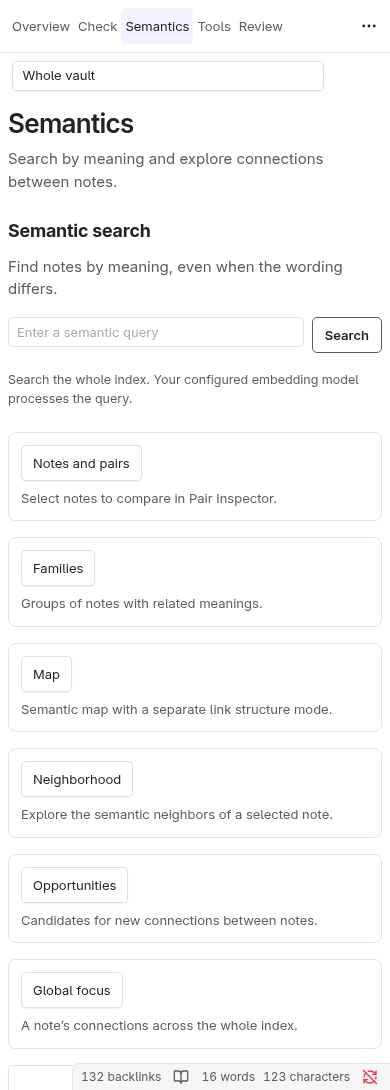 Overview Check Semantics Tools Review
Whole vault
Semantics
Search by meaning and explore connections
between notes.
Semantic search
Find notes by meaning, even when the wording
differs.
Enter a semantic query Search
Search the whole index. Your configured embedding model
processes the query.
Notes and pairs
Select notes to compare in Pair Inspector.
Families
Groups of notes with related meanings.
Map
Semantic map with a separate link structure mode.
Neighborhood
Explore the semantic neighbors of a selected note.
Opportunities
Candidates for new connections between notes.
Global focus
A note’s connections across the whole index.
132 backlinks 16 words 123 characters